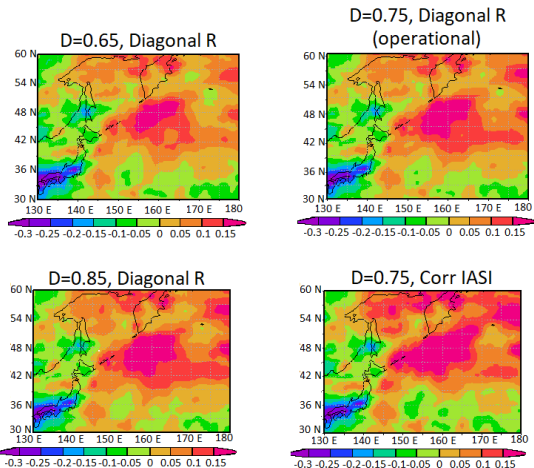 D=0.65, Diagonal R
60 N
54 N
48 N
42 N
36 N
30 N
130 E 140 E 150 E 160 E 170 E 180
-0.3 -0.25 -0.2-0.15-0.1-0.05 0 0.05 0.1 0.15
D=0.75, Diagonal R
(operational)
60 N
54 N
48 N
42 N
36 N
30 N
130 E 140 E 150 E 160 E 170 E 180
-0.3 -0.25 -0.2-0.15-0.1-0.05 0 0.05 0.1 0.15
D=0.85, Diagonal R
60 N
54 N
48 N
42 N
36 N
30 N
130 E 140 E 150 E 160 E 170 E 180
-0.3 -0.25 -0.2-0.15-0.1-0.05 0 0.05 0.1 0.15
D=0.75, Corr IASI
60 N
54 N
48 N
42 N
36 N
30 N
130 E 140 E 150 E 160 E 170 E 180
-0.3 -0.25 -0.2-0.15-0.1-0.05 0 0.05 0.1 0.15